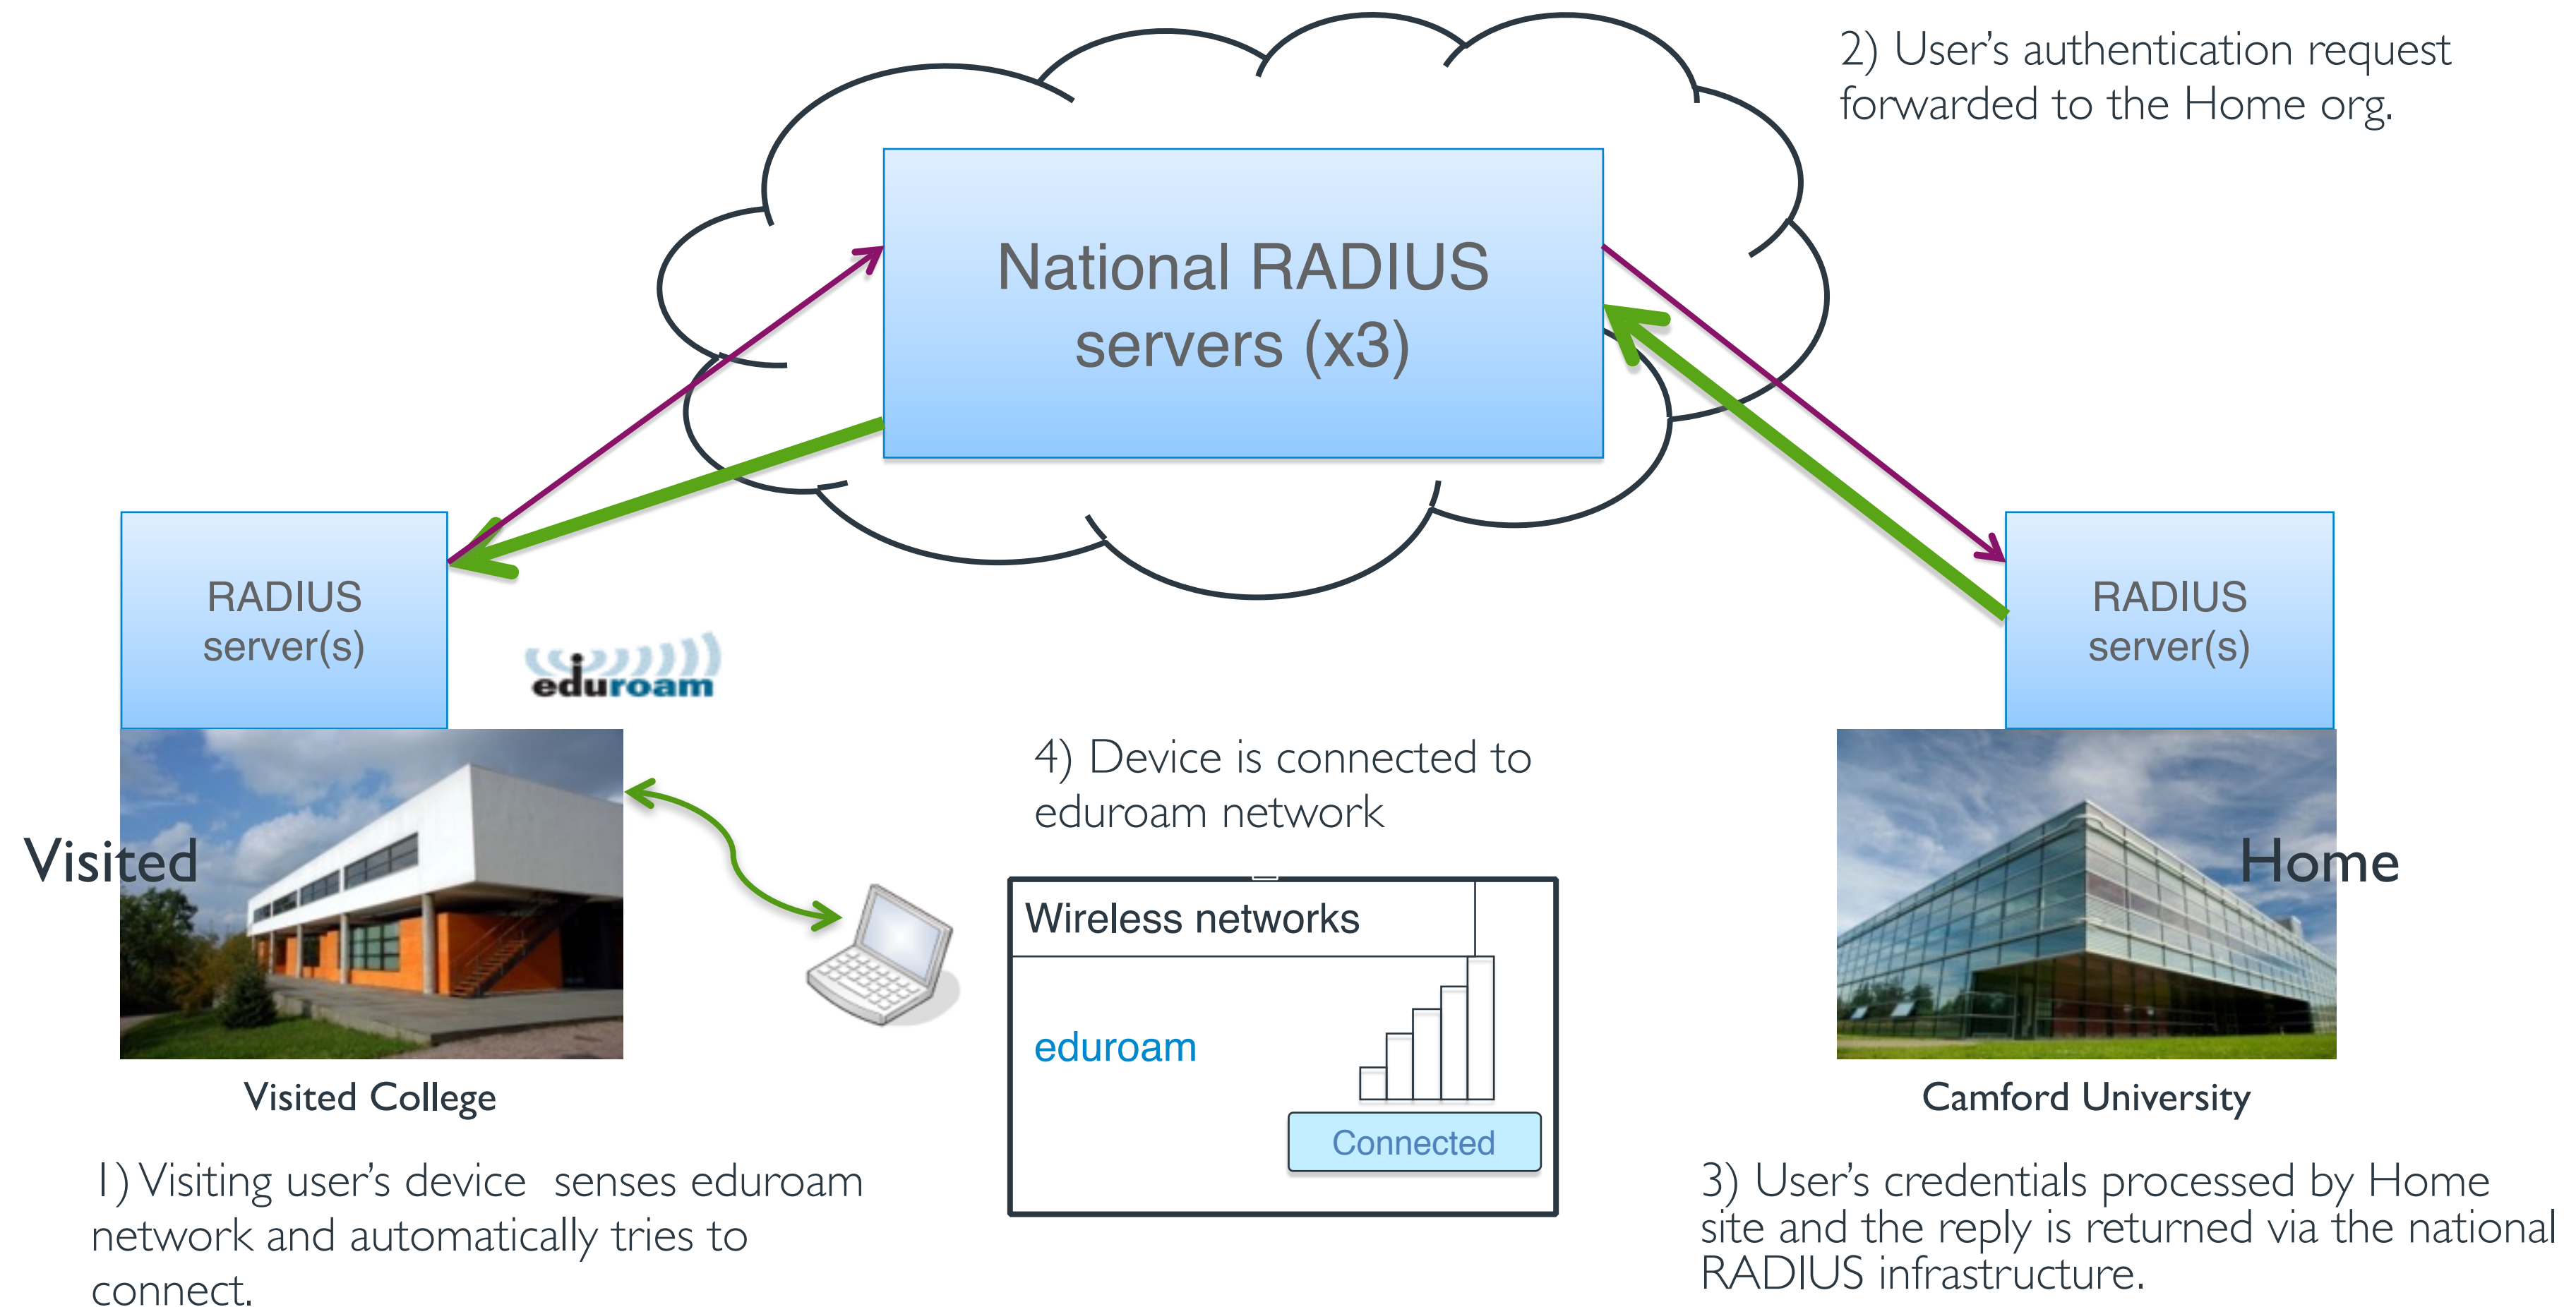 2) User's authentication request
forwarded to the Home org.
National RADIUS
servers (x3)
RADIUS
server(s)
RADIUS
server(s)
eduroam
4) Device is connected to
eduroam network
Visited
Home
Wireless networks
eduroam
Connected
Visited College
Camford University
1) Visiting user's device  senses eduroam
network and automatically tries to
connect.
3) User's credentials processed by Home
site and the reply is returned via the national
RADIUS infrastructure.